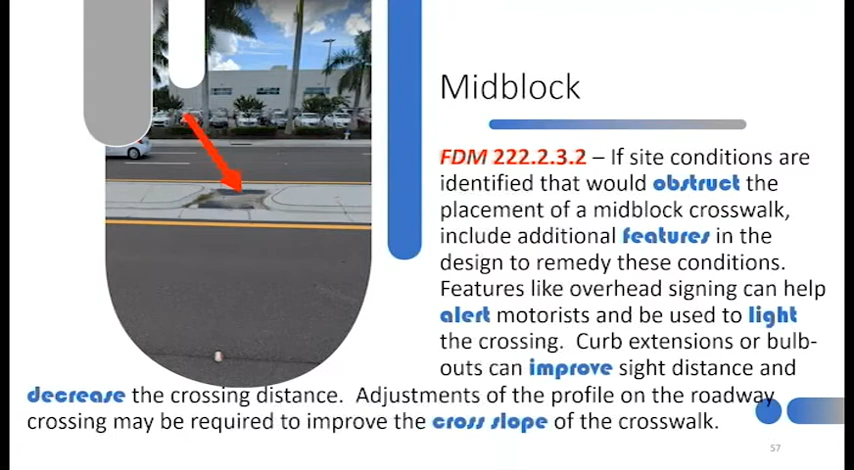 Midblock
FDM 222.2.3.2 – If site conditions are
identified that would obstruct the
placement of a midblock crosswalk,
include additional features in the
design to remedy these conditions.
Features like overhead signing can help
alert motorists and be used to light
the crossing.  Curb extensions or bulb-
outs can improve sight distance and
decrease the crossing distance.  Adjustments of the profile on the roadway
crossing may be required to improve the cross slope of the crosswalk.
57